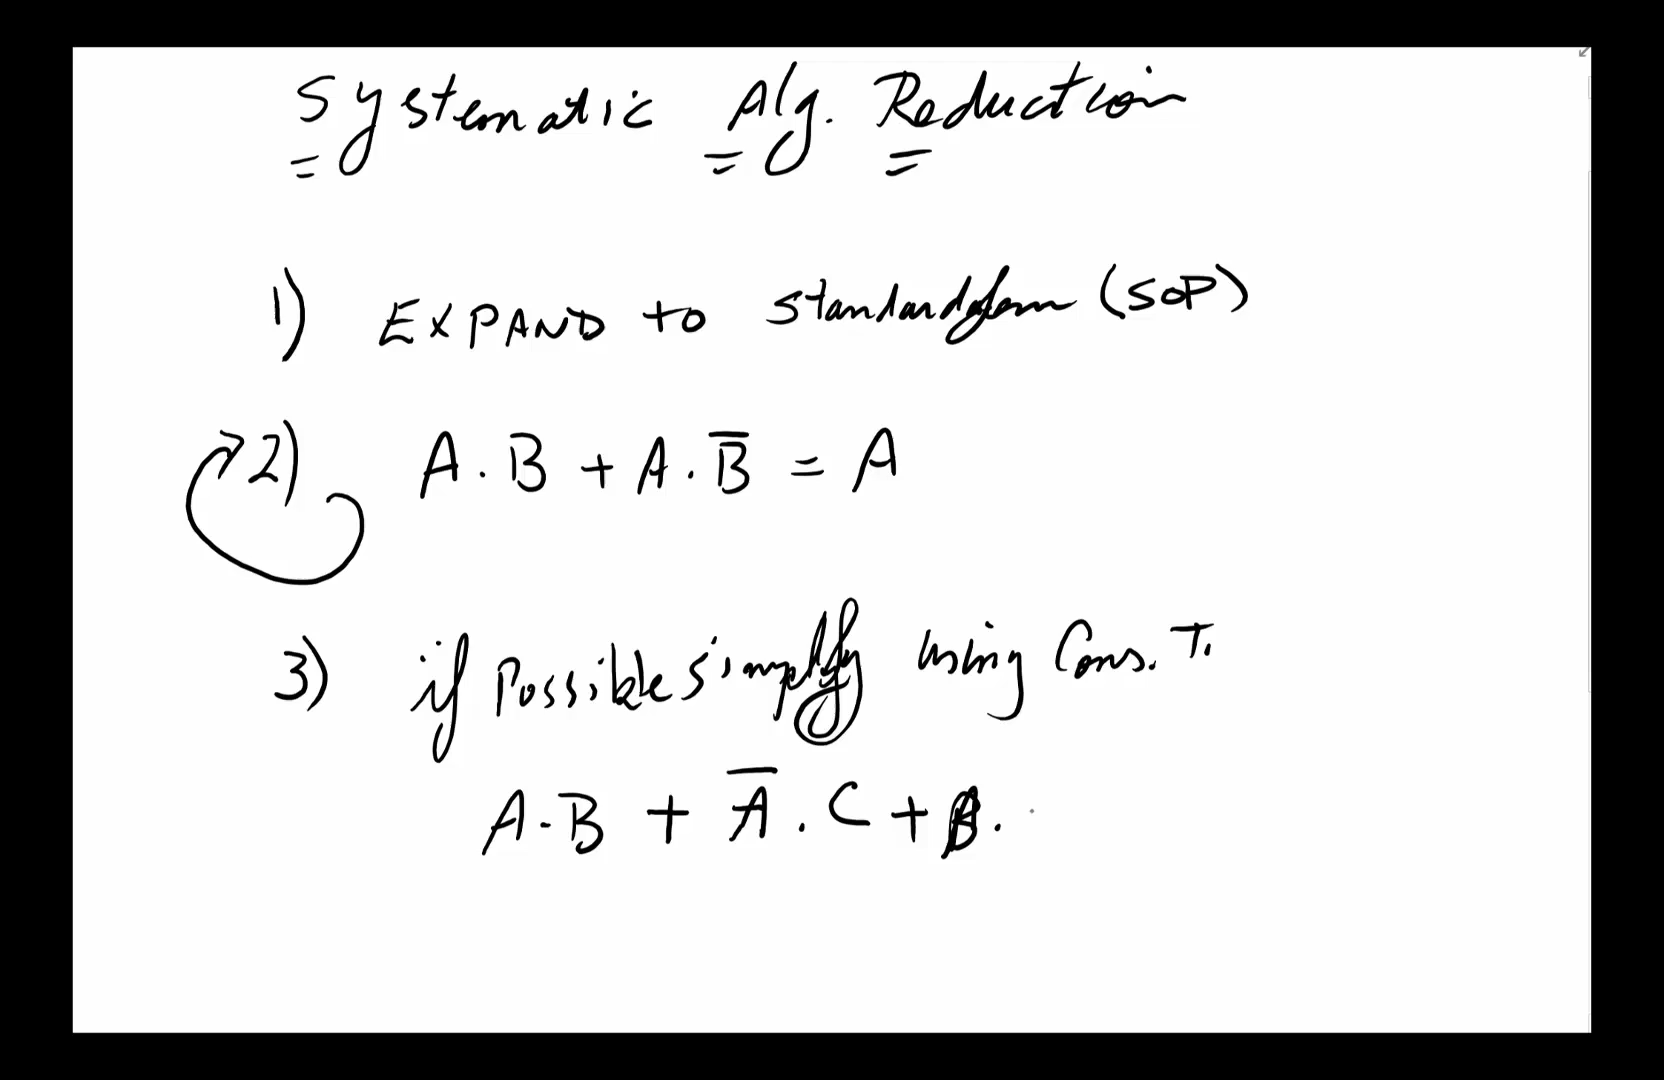 Systematic Alg. Reduction
1) EXPAND to Standard form (SOP)
2) A · B + A · B̅ = A
3) if Possible simplify using Cons. T.
A · B + A̅ · C + B ·